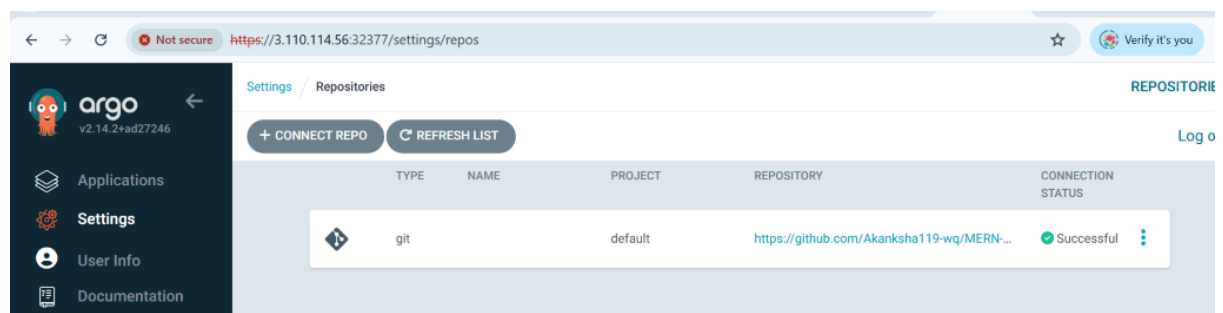 Not secure https://3.110.114.56:32377/settings/repos Verify it's you
argo
v2.14.2+ad27246
Settings / Repositories REPOSITORIE
+ CONNECT REPO REFRESH LIST Log o
Applications
Settings
User Info
Documentation
TYPE NAME PROJECT REPOSITORY CONNECTION STATUS
git default https://github.com/Akanksha119-wq/MERN-... Successful